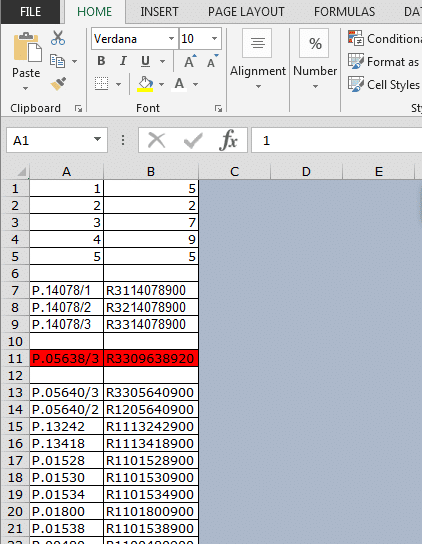 FILE HOME INSERT PAGE LAYOUT FORMULAS DAT
Verdana 10 % Conditiona
Paste B I U A A Alignment Number Format as
A Cell Styles
Clipboard Font Sty
A1 fx 1
A B C D E
1 1 5
2 2 2
3 3 7
4 4 9
5 5 5
6
7 P.14078/1 R3114078900
8 P.14078/2 R3214078900
9 P.14078/3 R3314078900
10
11 P.05638/3 R3309638920
12
13 P.05640/3 R3305640900
14 P.05640/2 R1205640900
15 P.13242 R1113242900
16 P.13418 R1113418900
17 P.01528 R1101528900
18 P.01530 R1101530900
19 P.01534 R1101534900
20 P.01800 R1101800900
21 P.01538 R1101538900